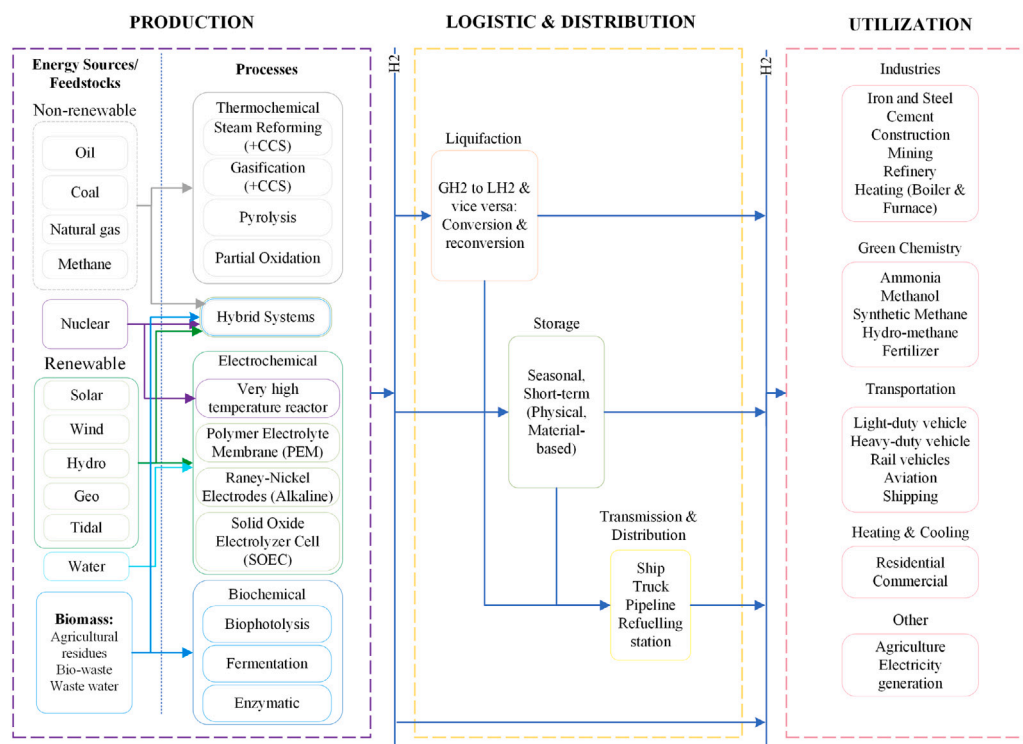 PRODUCTION
Energy Sources/
Feedstocks
Non-renewable
Oil
Coal
Natural gas
Methane
Nuclear
Renewable
Solar
Wind
Hydro
Geo
Tidal
Water
Biomass:
Agricultural
residues
Bio-waste
Waste water
Processes
Thermochemical
Steam Reforming
(+CCS)
Gasification
(+CCS)
Pyrolysis
Partial Oxidation
Hybrid Systems
Electrochemical
Very high
temperature reactor
Polymer Electrolyte
Membrane (PEM)
Raney-Nickel
Electrodes (Alkaline)
Solid Oxide
Electrolyzer Cell
(SOEC)
Biochemical
Biophotolysis
Fermentation
Enzymatic
H2
LOGISTIC & DISTRIBUTION
Liquifaction
GH2 to LH2 &
vice versa:
Conversion &
reconversion
Storage
Seasonal,
Short-term
(Physical,
Material-
based)
Transmission &
Distribution
Ship
Truck
Pipeline
Refuelling
station
H2
UTILIZATION
Industries
Iron and Steel
Cement
Construction
Mining
Refinery
Heating (Boiler &
Furnace)
Green Chemistry
Ammonia
Methanol
Synthetic Methane
Hydro-methane
Fertilizer
Transportation
Light-duty vehicle
Heavy-duty vehicle
Rail vehicles
Aviation
Shipping
Heating & Cooling
Residential
Commercial
Other
Agriculture
Electricity
generation